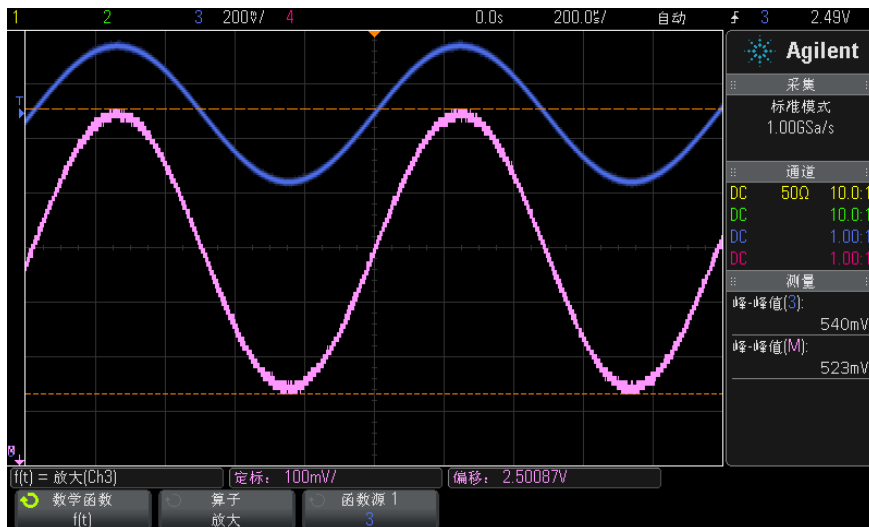 1 2 3 200㎷/ 4 0.0s 200.0㎲/ 自动 3 2.49V
T
Agilent
采集
标准模式
1.00GSa/s
通道
DC 50Ω 10.0:1
DC 10.0:1
DC 1.00:1
DC 1.00:1
测量
峰-峰值(3):
540mV
峰-峰值(M):
523mV
M
f(t) = 放大(Ch3) 定标: 100mV/ 偏移: 2.50087V
数学函数 算子 函数源 1
f(t) 放大 3